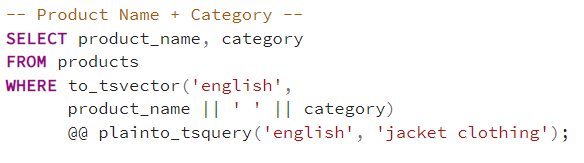 -- Product Name + Category --
SELECT product_name, category
FROM products
WHERE to_tsvector('english',
      product_name || ' ' || category)
      @@ plainto_tsquery('english', 'jacket clothing');